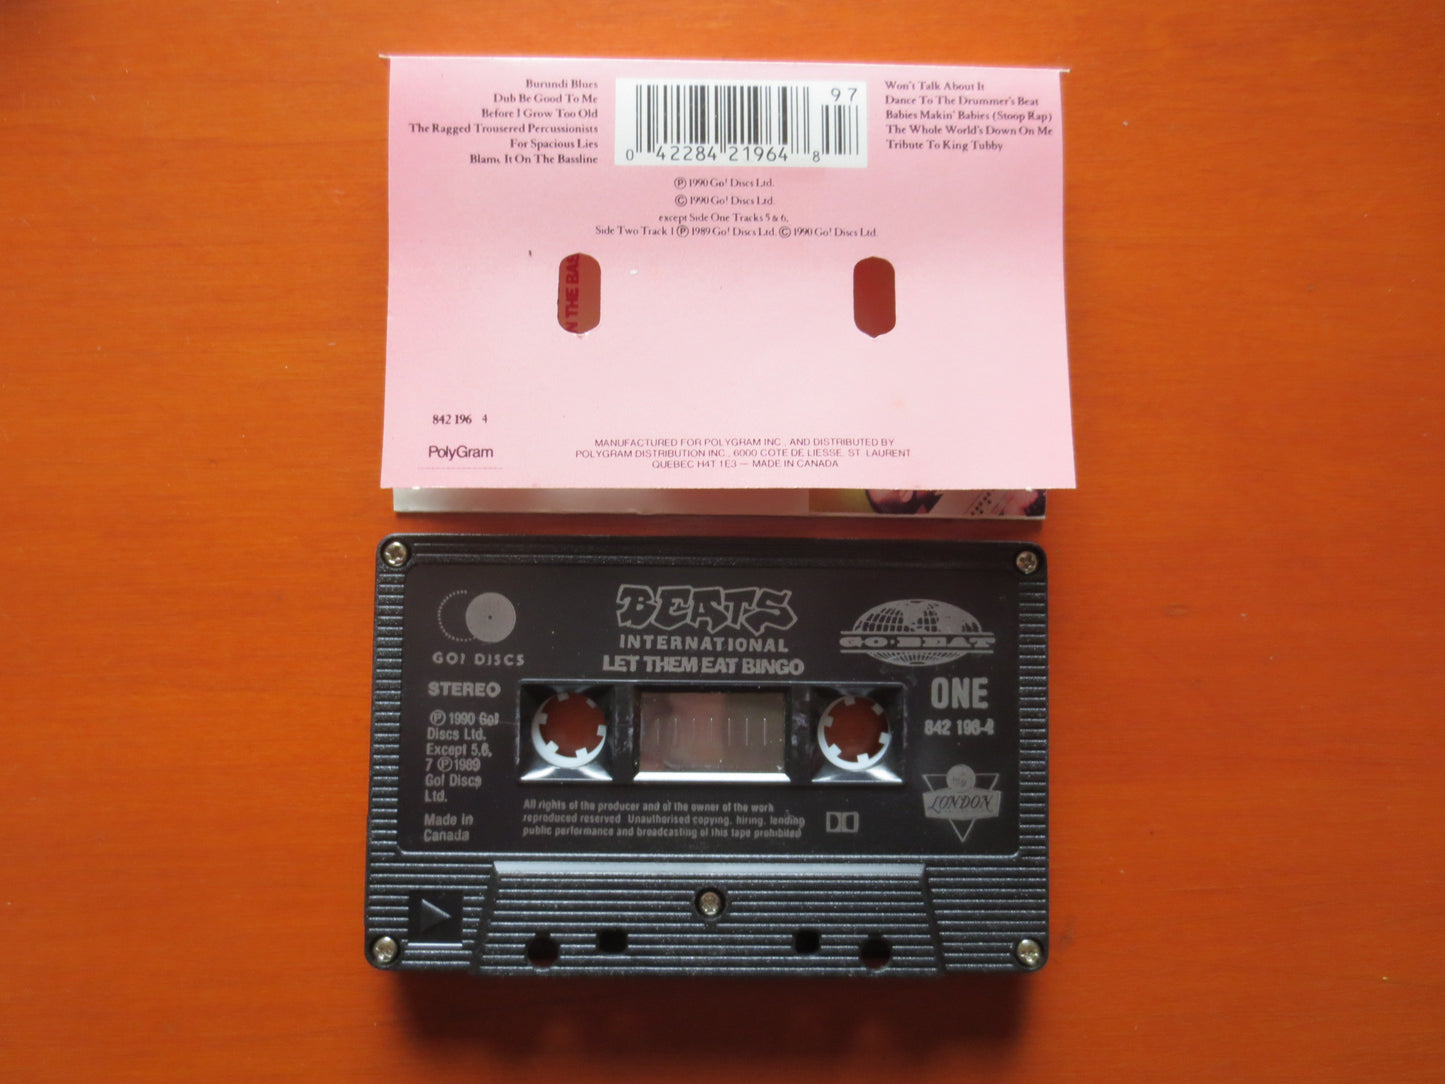 Burundi Blues
Dub Be Good To Me
Before I Grow Too Old
The Ragged Trousered Percussionists
For Spacious Lies
Blame It On The Bassline
97
0 42284 21964 8
Won't Talk About It
Dance To The Drummer's Beat
Babies Makin' Babies (Stoop Rap)
The Whole World's Down On Me
Tribute To King Tubby
Ⓟ 1990 Go! Discs Ltd.
© 1990 Go! Discs Ltd.
except Side One Tracks 5 & 6,
Side Two Track 1 Ⓟ 1989 Go! Discs Ltd. © 1990 Go! Discs Ltd.
N THE BAS
842 196 4
PolyGram
MANUFACTURED FOR POLYGRAM INC., AND DISTRIBUTED BY
POLYGRAM DISTRIBUTION INC., 6000 COTE DE LIESSE, ST. LAURENT
QUEBEC H4T 1E3 — MADE IN CANADA
GO! DISCS
BEATS
INTERNATIONAL
LET THEM EAT BINGO
GO BEAT
STEREO
ONE
842 196-4
Ⓟ 1990 Go!
Discs Ltd.
Except 5,6,
7 Ⓟ 1989
Go! Discs
Ltd.
Made in
Canada
All rights of the producer and of the owner of the work
reproduced reserved Unauthorised copying, hiring, lending
public performance and broadcasting of this tape prohibited
LONDON